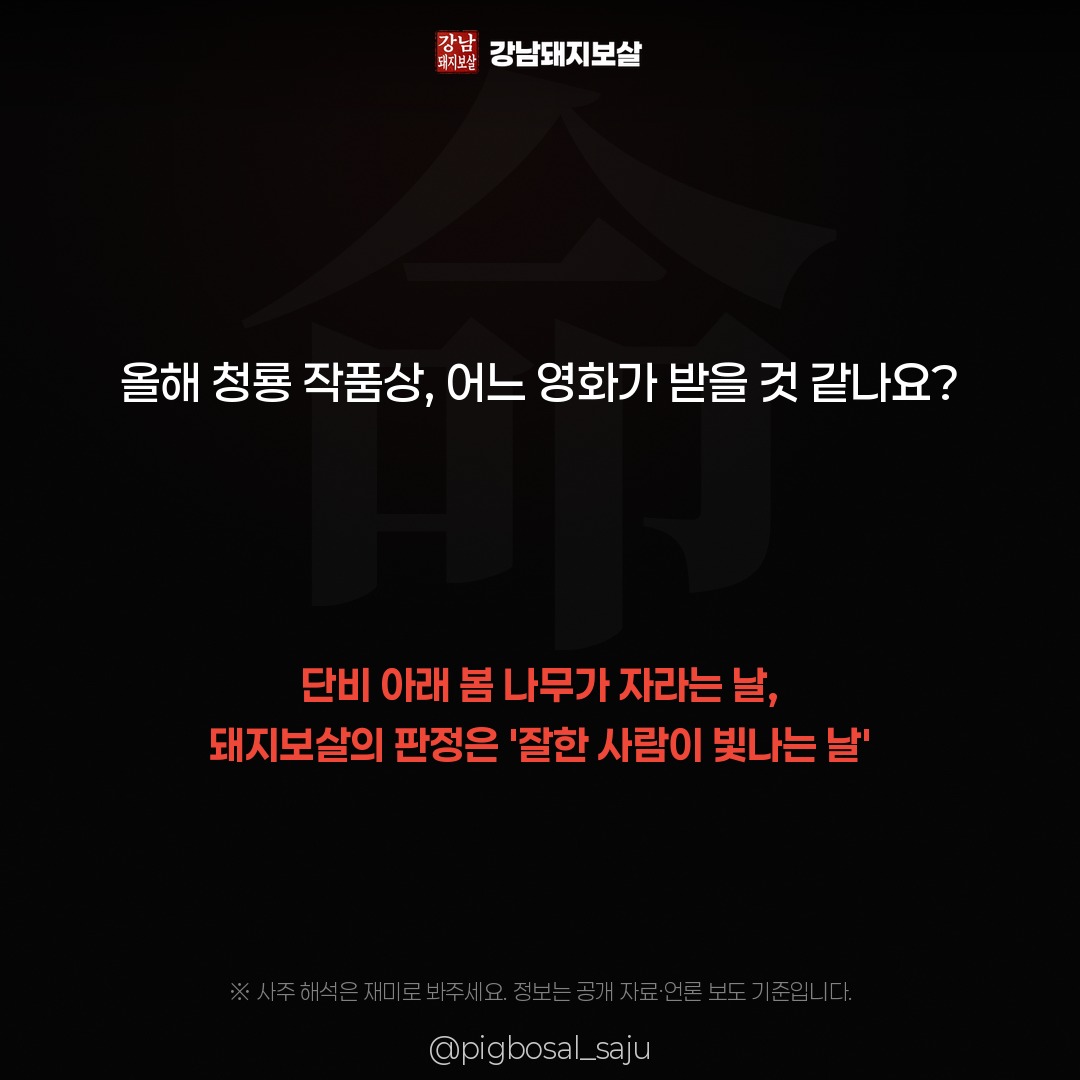 강남
돼지보살
강남돼지보살
命
올해 청룡 작품상, 어느 영화가 받을 것 같나요?
단비 아래 봄 나무가 자라는 날,
돼지보살의 판정은 '잘한 사람이 빛나는 날'
※ 사주 해석은 재미로 봐주세요. 정보는 공개 자료·언론 보도 기준입니다.
@pigbosal_saju